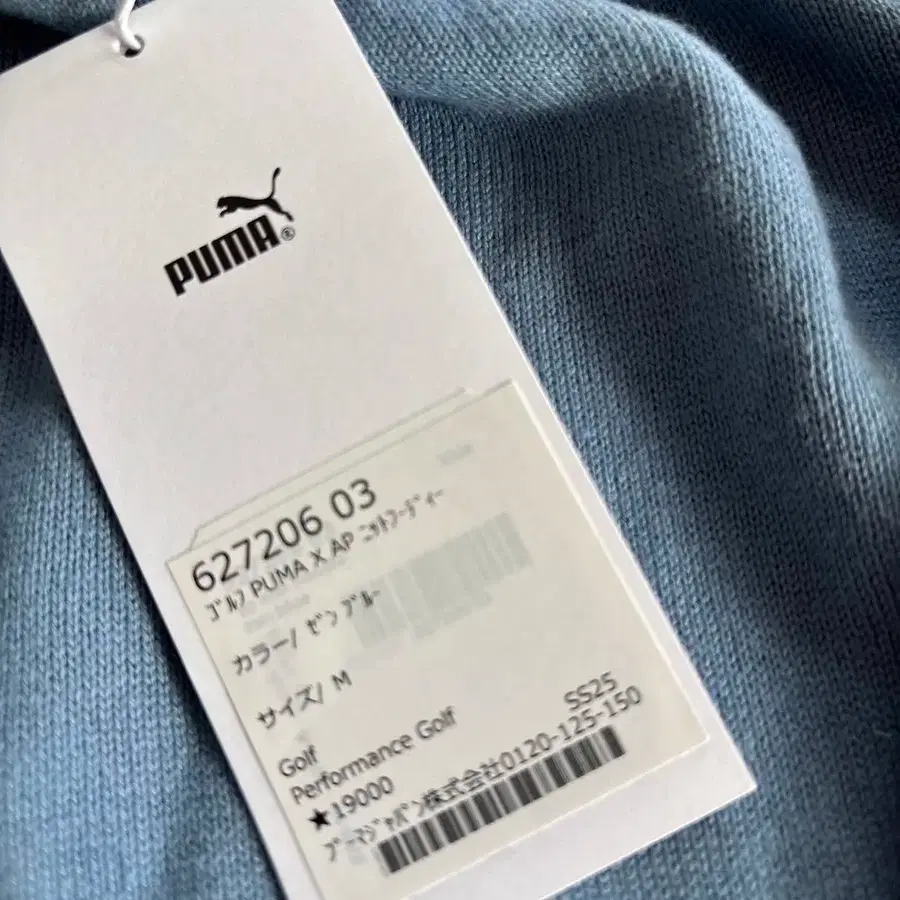 PUMA®
627206 03
ｺﾞﾙﾌ PUMA X AP ﾆｯﾄﾌｰﾃﾞｨｰ
カラー/ ｾﾞﾝﾌﾞﾙｰ
サイズ/ M
Golf
Performance Golf SS25
★19000
ﾌﾟｰﾏｼﾞｬﾊﾟﾝ株式会社0120-125-150